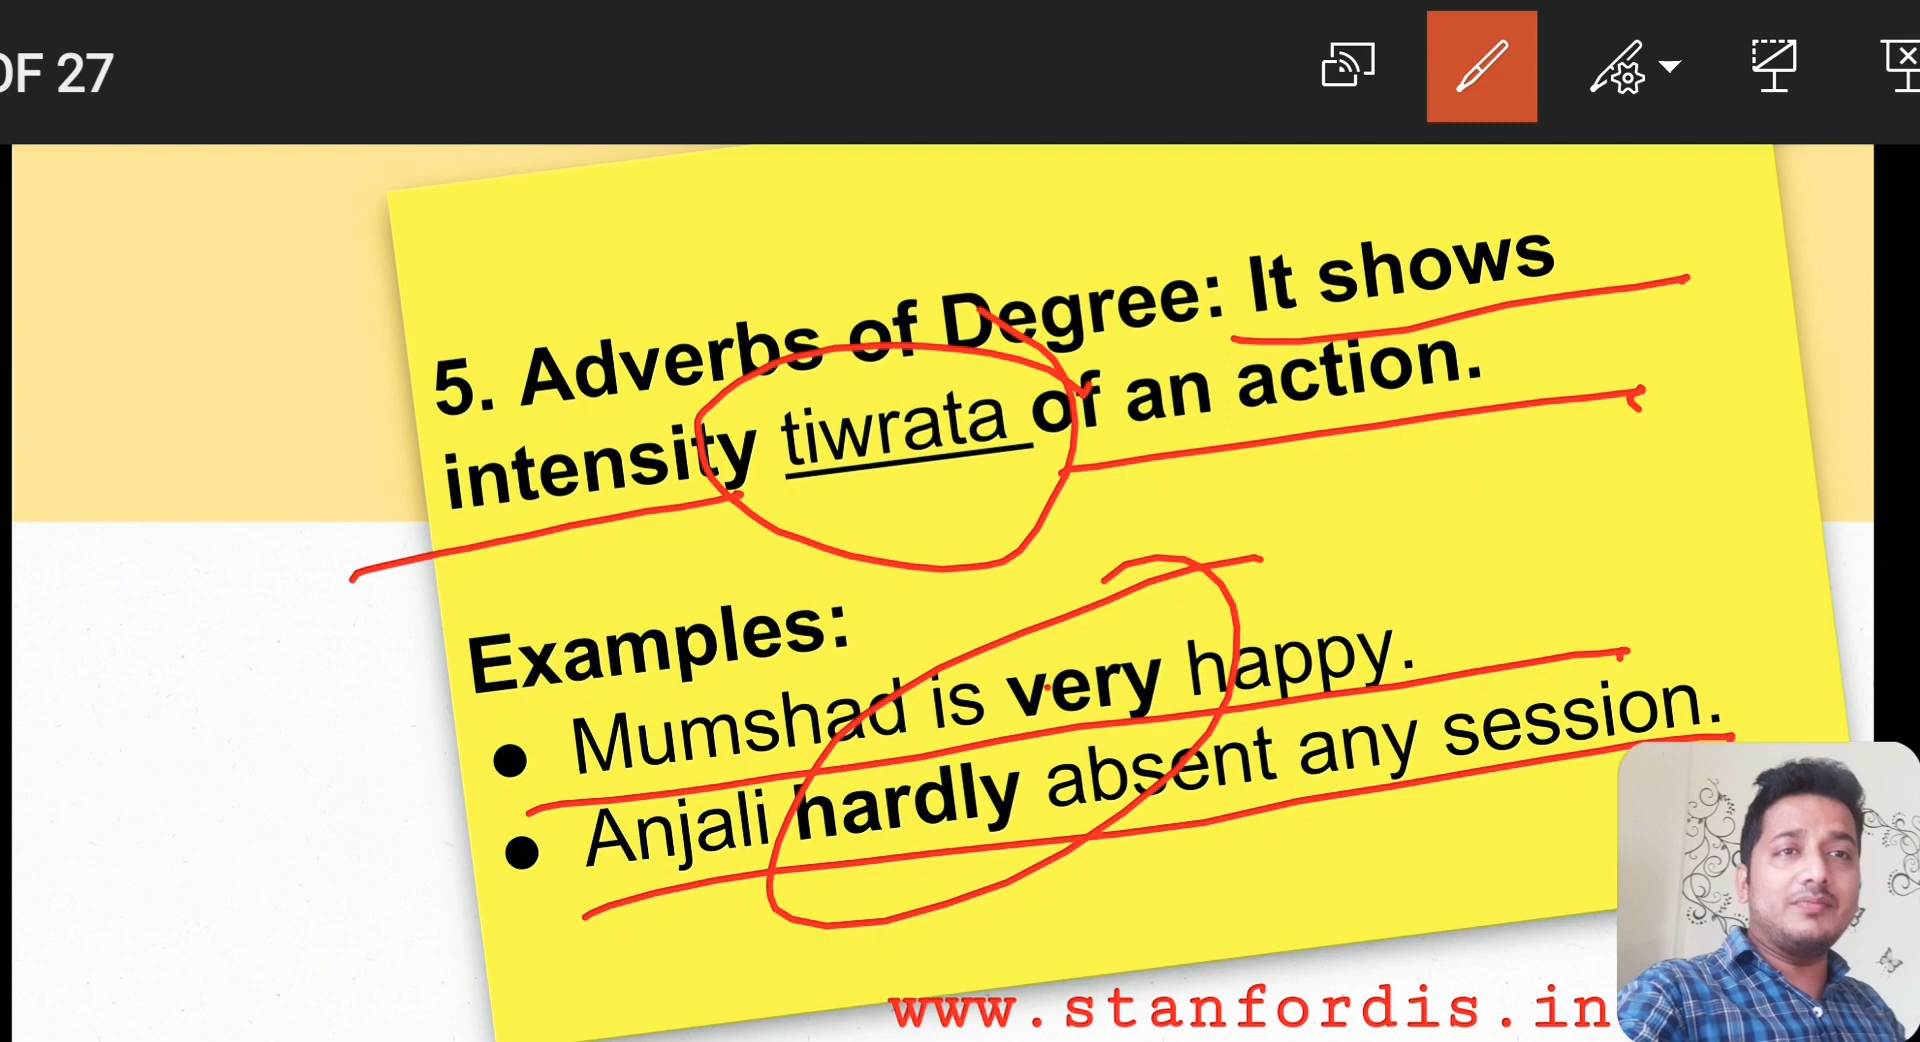 OF 27
5. Adverbs of Degree: It shows
intensity tiwrata of an action.
Examples:
● Mumshad is very happy.
● Anjali hardly absent any session.
www.stanfordis.in